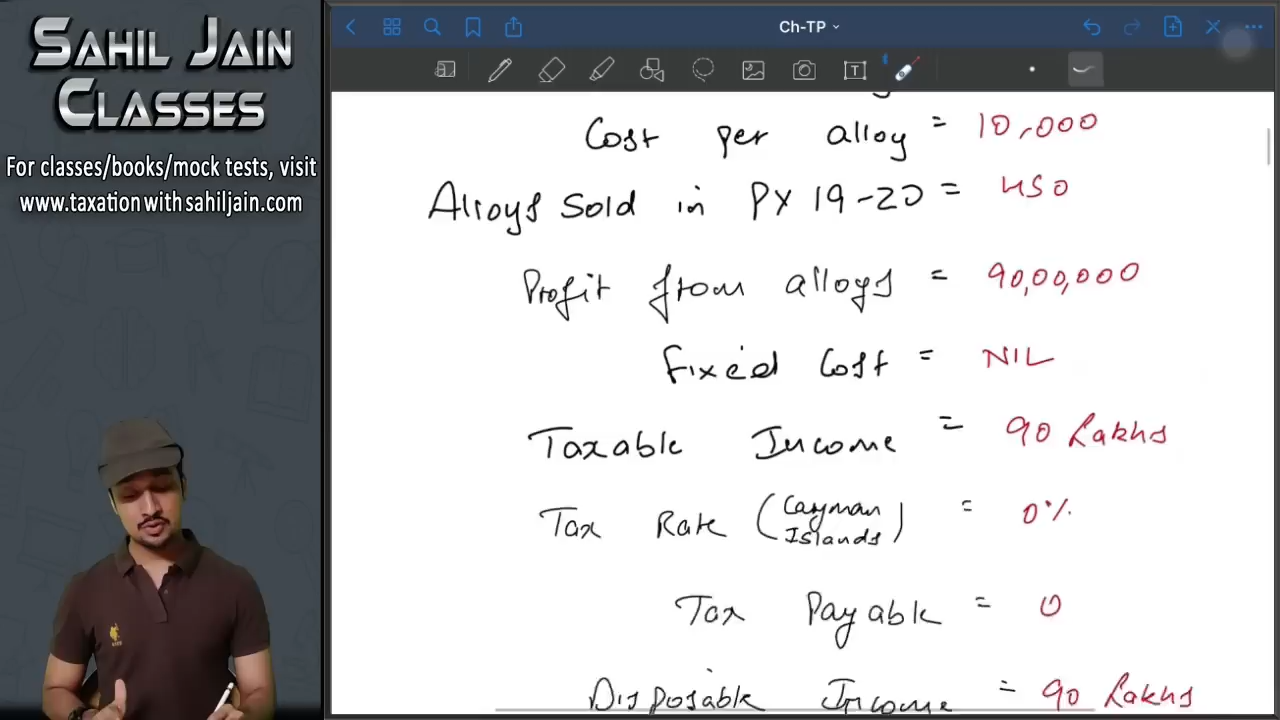 SAHIL JAIN
CLASSES
For classes/books/mock tests, visit
www.taxationwithsahiljain.com
Ch-TP
Cost per alloy = 10,000
Alloys Sold in PY 19-20 = 450
Profit from alloys = 90,00,000
Fixed Cost = NIL
Taxable Income = 90 Lakhs
Tax Rate (Cayman Islands) = 0%
Tax Payable = 0
Disposable Income = 90 Lakhs